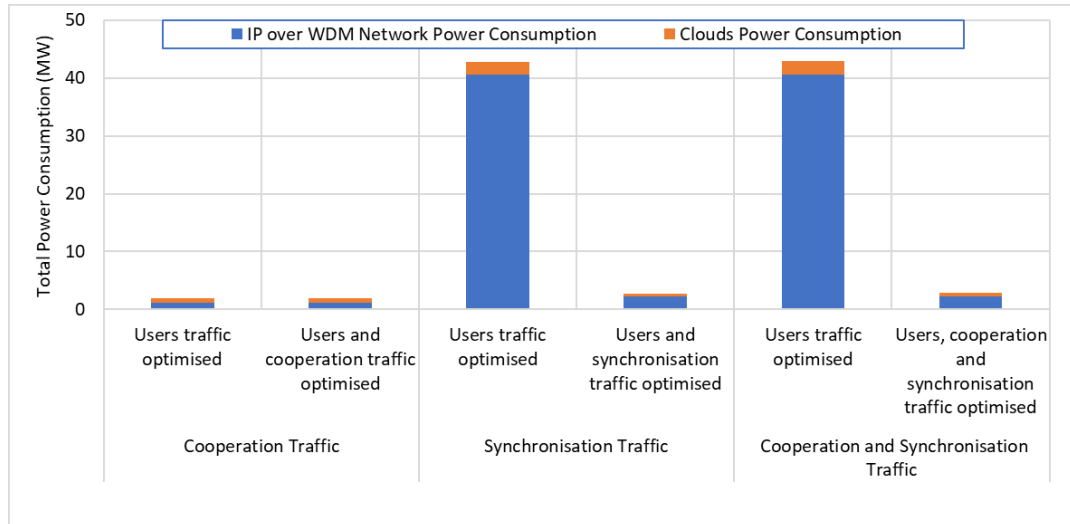 IP over WDM Network Power Consumption
Clouds Power Consumption
Total Power Consumption (MW)
50
40
30
20
10
0
Users traffic
optimised
Users and
cooperation traffic
optimised
Users traffic
optimised
Users and
synchronisation
traffic optimised
Users traffic
optimised
Users, cooperation
and
synchronisation
traffic optimised
Cooperation Traffic
Synchronisation Traffic
Cooperation and Synchronisation
Traffic